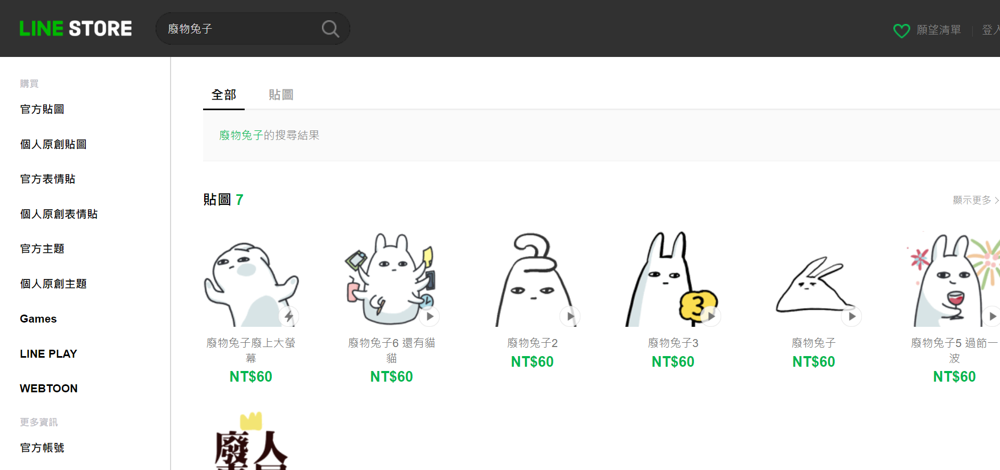 LINE STORE
廢物兔子
願望清單
購買
官方貼圖
個人原創貼圖
官方表情貼
個人原創表情貼
官方主題
個人原創主題
Games
LINE PLAY
WEBTOON
更多資訊
官方帳號
全部
貼圖
廢物兔子的搜尋結果
貼圖 7
顯示更多
廢物兔子廢上大螢
幕
NT$60
廢物兔子6 還有貓
貓
NT$60
廢物兔子2
NT$60
3
廢物兔子3
NT$60
廢物兔子
NT$60
廢物兔子5 過節一
波
NT$60
廢人